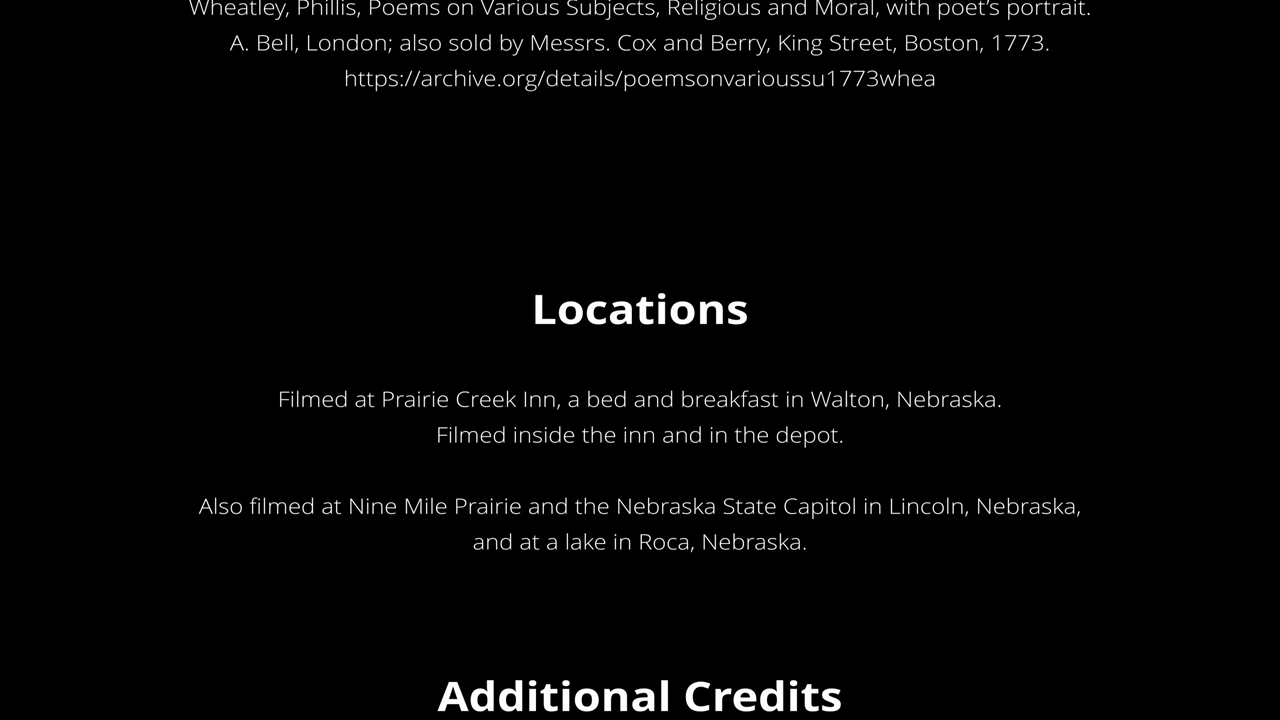 Wheatley, Phillis, Poems on Various Subjects, Religious and Moral, with poet’s portrait.
A. Bell, London; also sold by Messrs. Cox and Berry, King Street, Boston, 1773.
https://archive.org/details/poemsonvarioussu1773whea
Locations
Filmed at Prairie Creek Inn, a bed and breakfast in Walton, Nebraska.
Filmed inside the inn and in the depot.
Also filmed at Nine Mile Prairie and the Nebraska State Capitol in Lincoln, Nebraska,
and at a lake in Roca, Nebraska.
Additional Credits